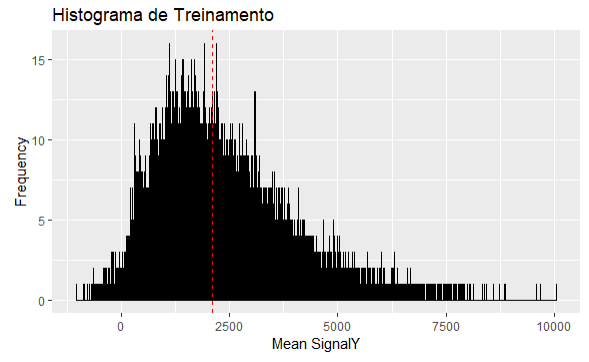 Histograma de Treinamento
15
10
5
0
Frequency
0 2500 5000 7500 10000
Mean SignalY